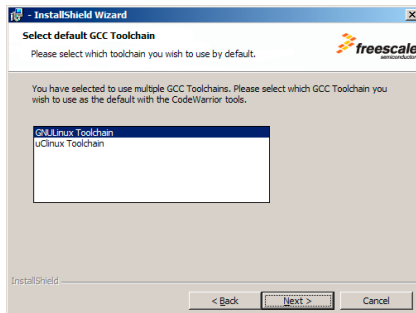 - InstallShield Wizard
Select default GCC Toolchain
Please select which toolchain you wish to use by default.
freescale
semiconductor
You have selected to use multiple GCC Toolchains. Please select which GCC Toolchain you
wish to use as the default with the CodeWarrior tools.
GNULinux Toolchain
uClinux Toolchain
InstallShield
< Back
Next >
Cancel